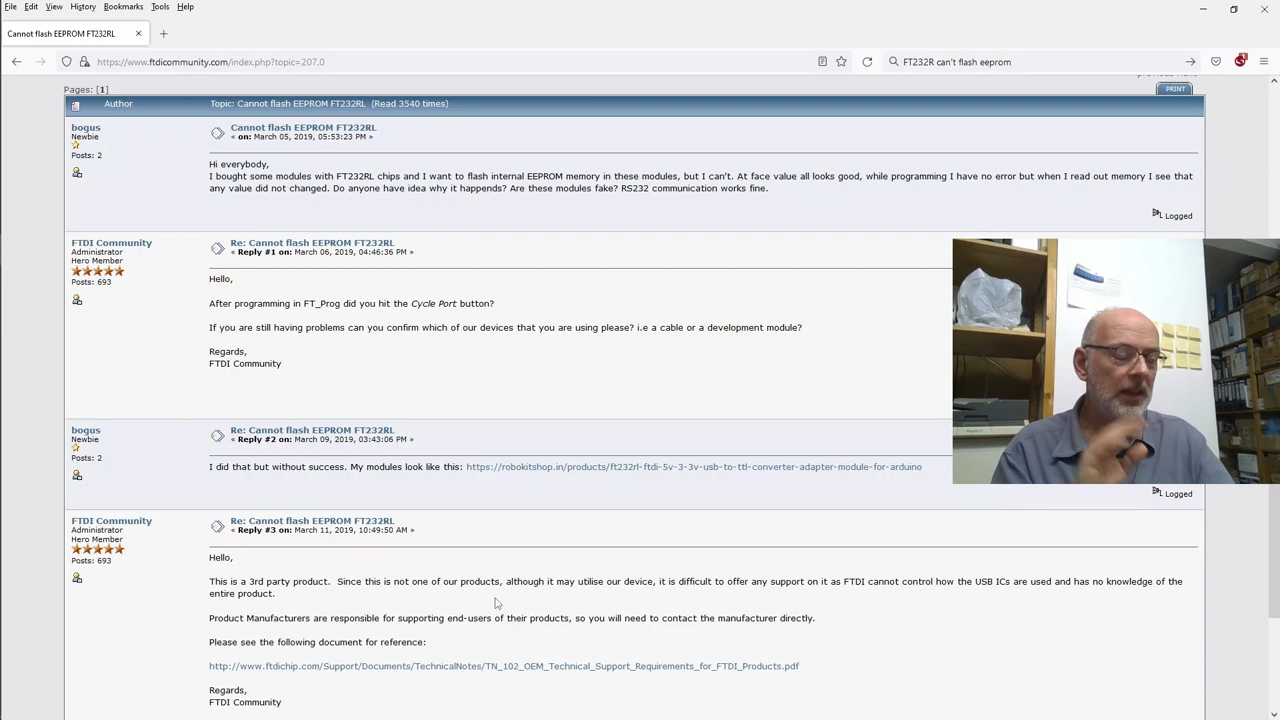 File Edit View History Bookmarks Tools Help
Cannot flash EEPROM FT232RL
https://www.ftdicommunity.com/index.php?topic=207.0
FT232R can't flash eeprom
Pages: [1]
PRINT
Author Topic: Cannot flash EEPROM FT232RL (Read 3540 times)
bogus
Newbie
Posts: 2
Cannot flash EEPROM FT232RL
« on: March 05, 2019, 05:53:23 PM »
Hi everybody,
I bought some modules with FT232RL chips and I want to flash internal EEPROM memory in these modules, but I can't. At face value all looks good, while programming I have no error but when I read out memory I see that
any value did not changed. Do anyone have idea why it happends? Are these modules fake? RS232 communication works fine.
Logged
FTDI Community
Administrator
Hero Member
Posts: 693
Re: Cannot flash EEPROM FT232RL
« Reply #1 on: March 06, 2019, 04:46:36 PM »
Hello,
After programming in FT_Prog did you hit the Cycle Port button?
If you are still having problems can you confirm which of our devices that you are using please? i.e a cable or a development module?
Regards,
FTDI Community
bogus
Newbie
Posts: 2
Re: Cannot flash EEPROM FT232RL
« Reply #2 on: March 09, 2019, 03:43:06 PM »
I did that but without success. My modules look like this: https://robokitshop.in/products/ft232rl-ftdi-5v-3-3v-usb-to-ttl-converter-adapter-module-for-arduino
Logged
FTDI Community
Administrator
Hero Member
Posts: 693
Re: Cannot flash EEPROM FT232RL
« Reply #3 on: March 11, 2019, 10:49:50 AM »
Hello,
This is a 3rd party product. Since this is not one of our products, although it may utilise our device, it is difficult to offer any support on it as FTDI cannot control how the USB ICs are used and has no knowledge of the
entire product.
Product Manufacturers are responsible for supporting end-users of their products, so you will need to contact the manufacturer directly.
Please see the following document for reference:
http://www.ftdichip.com/Support/Documents/TechnicalNotes/TN_102_OEM_Technical_Support_Requirements_for_FTDI_Products.pdf
Regards,
FTDI Community